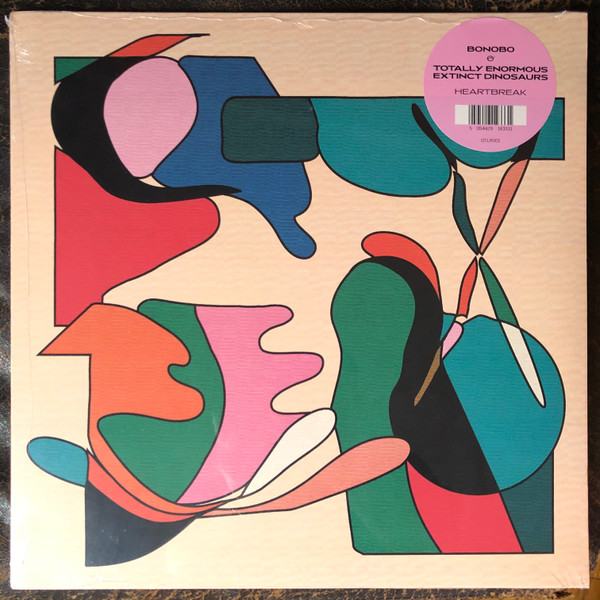 BONOBO
&
TOTALLY ENORMOUS
EXTINCT DINOSAURS
HEARTBREAK